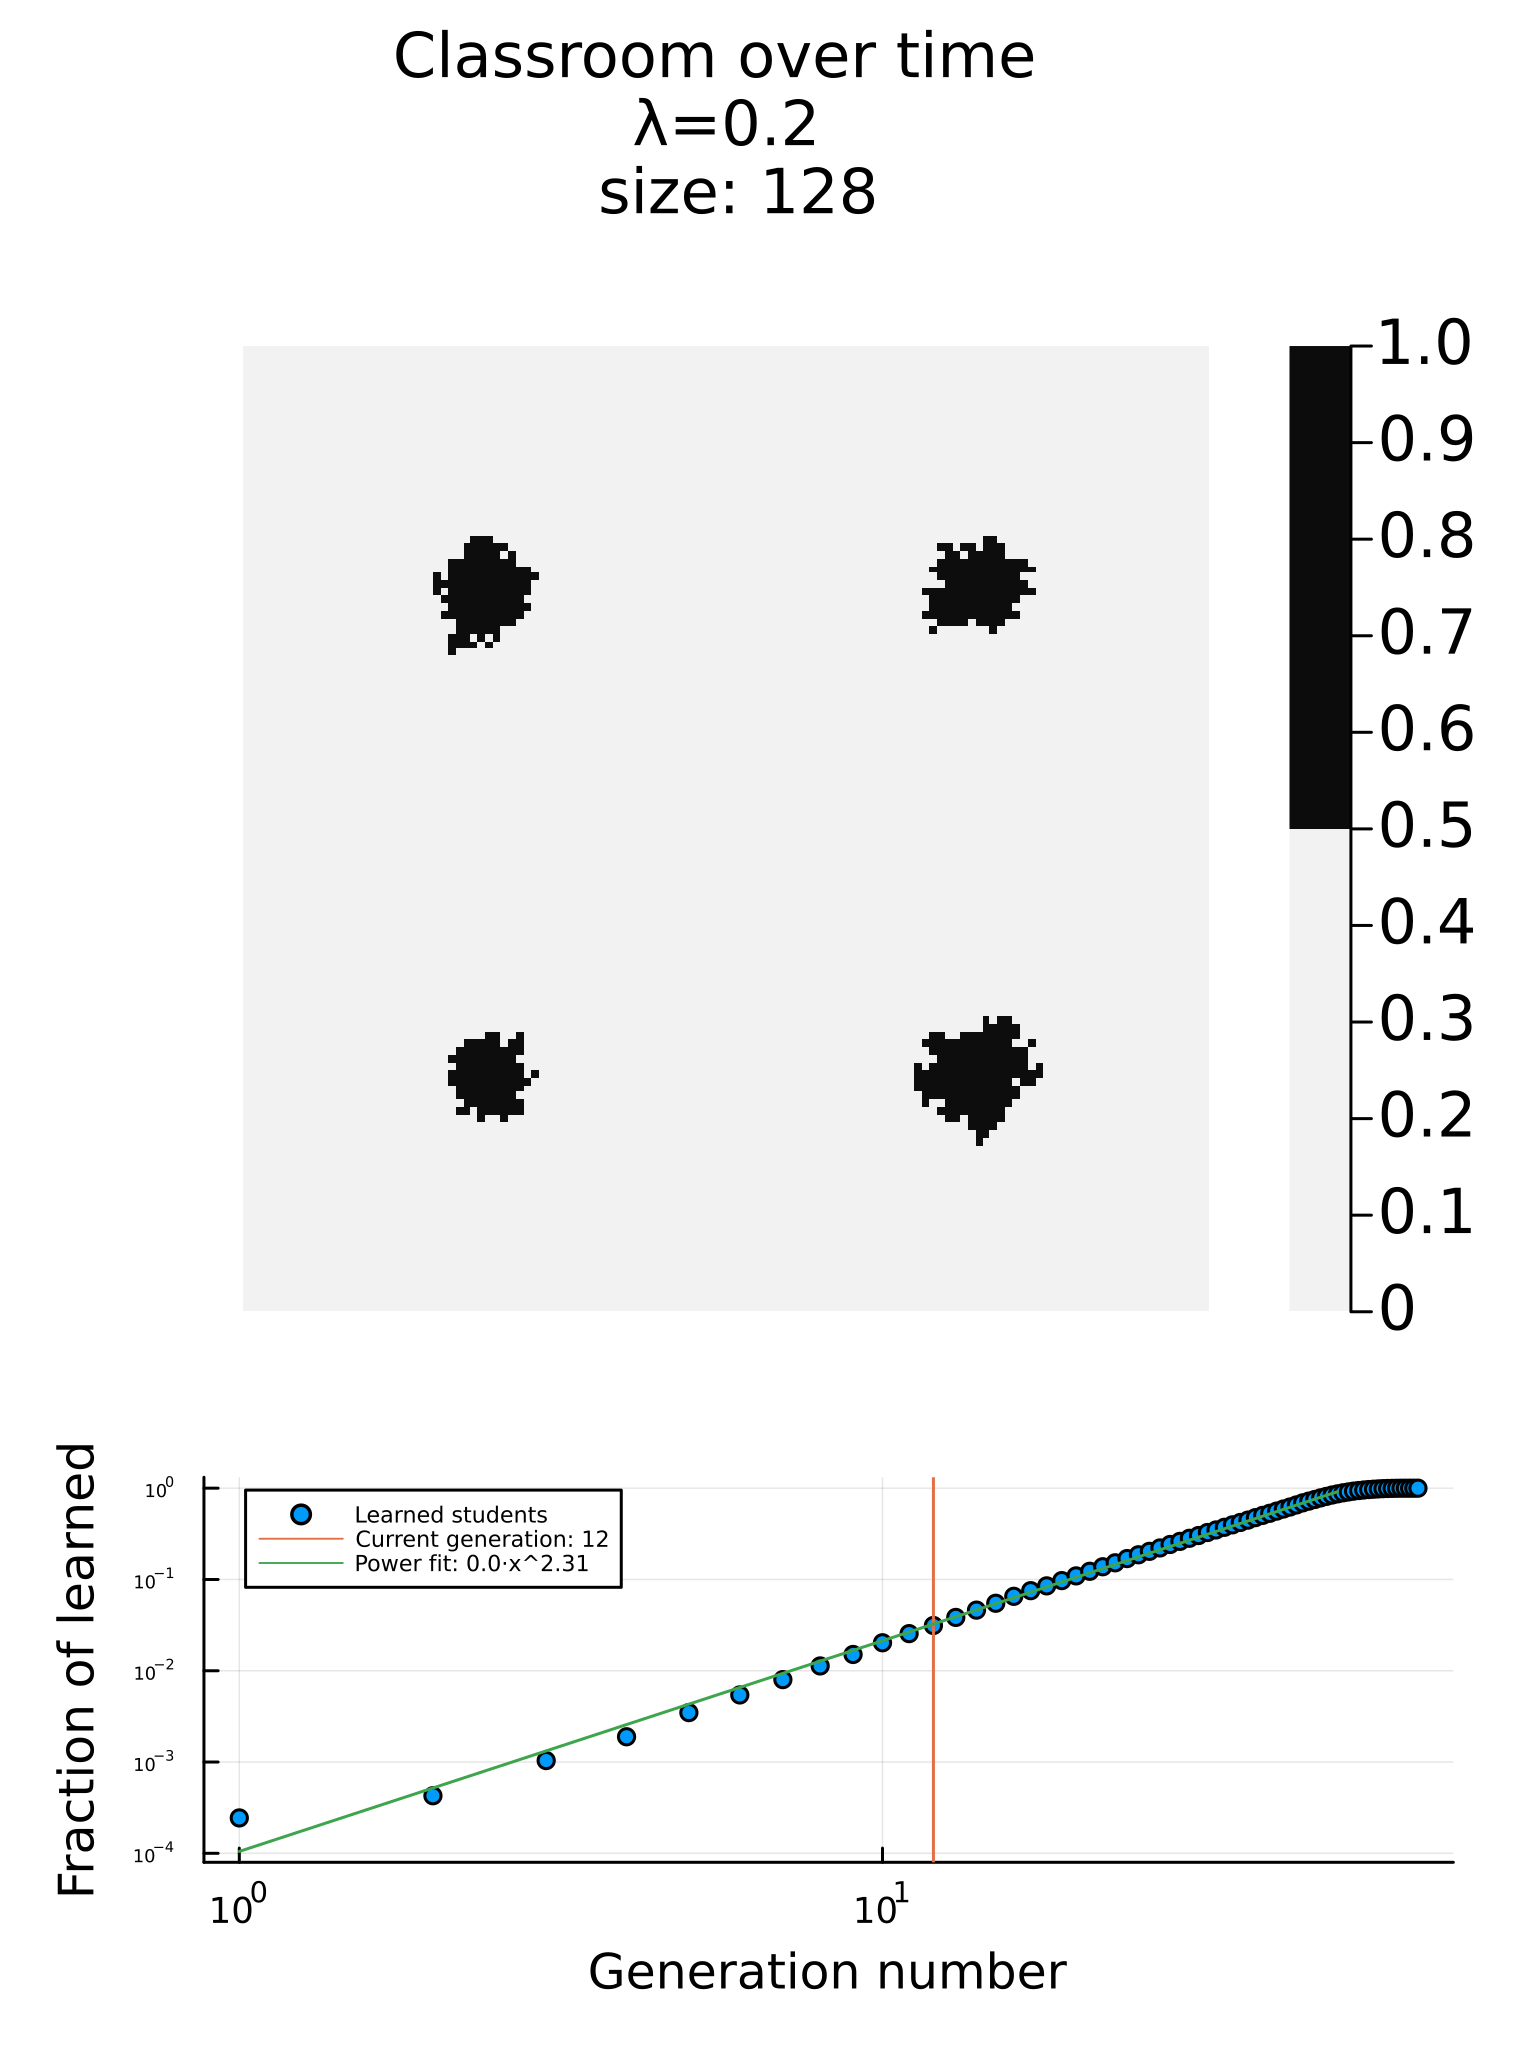 Classroom over time
λ=0.2
size: 128
1.0
0.9
0.8
0.7
0.6
0.5
0.4
0.3
0.2
0.1
0
Fraction of learned
10^0
10^-1
10^-2
10^-3
10^-4
Learned students
Current generation: 12
Power fit: 0.0·x^2.31
10^0
10^1
Generation number